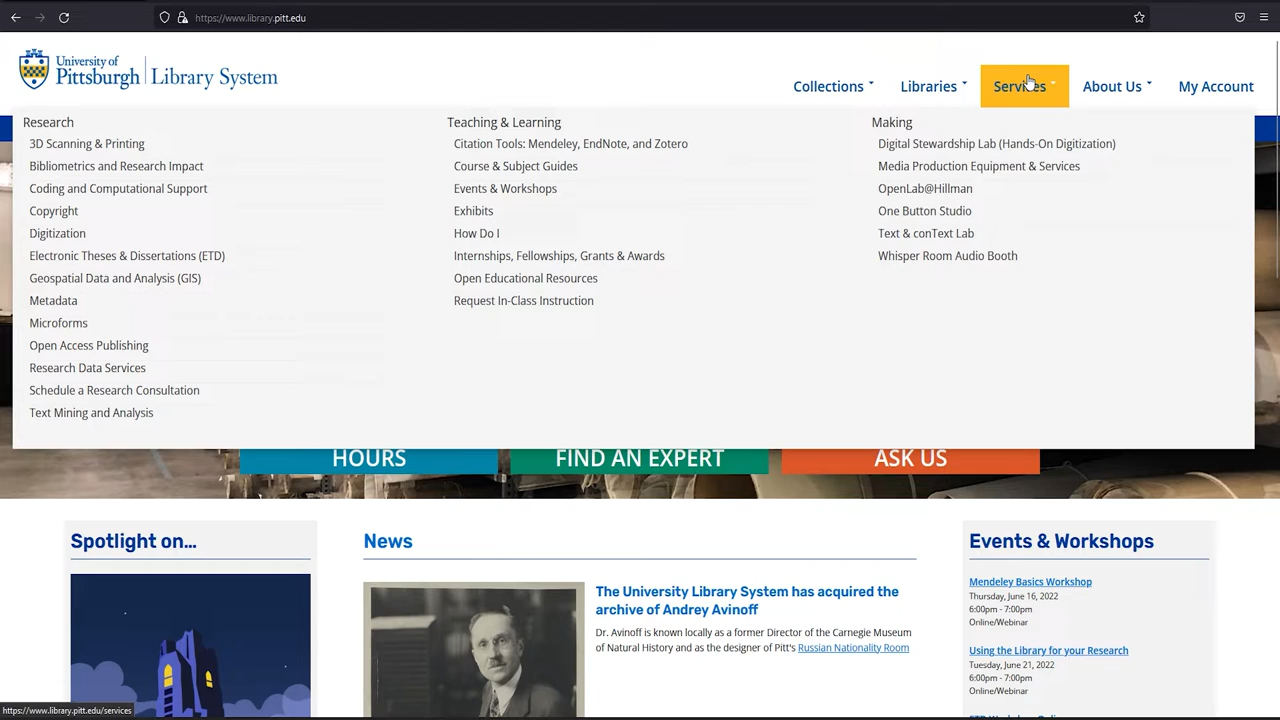 https://www.library.pitt.edu
University of
Pittsburgh
Library System
Collections
Libraries
Services
About Us
My Account
Research
3D Scanning & Printing
Bibliometrics and Research Impact
Coding and Computational Support
Copyright
Digitization
Electronic Theses & Dissertations (ETD)
Geospatial Data and Analysis (GIS)
Metadata
Microforms
Open Access Publishing
Research Data Services
Schedule a Research Consultation
Text Mining and Analysis
Teaching & Learning
Citation Tools: Mendeley, EndNote, and Zotero
Course & Subject Guides
Events & Workshops
Exhibits
How Do I
Internships, Fellowships, Grants & Awards
Open Educational Resources
Request In-Class Instruction
Making
Digital Stewardship Lab (Hands-On Digitization)
Media Production Equipment & Services
OpenLab@Hillman
One Button Studio
Text & conText Lab
Whisper Room Audio Booth
HOURS
FIND AN EXPERT
ASK US
Spotlight on...
News
The University Library System has acquired the
archive of Andrey Avinoff
Dr. Avinoff is known locally as a former Director of the Carnegie Museum
of Natural History and as the designer of Pitt's Russian Nationality Room
Events & Workshops
Mendeley Basics Workshop
Thursday, June 16, 2022
6:00pm - 7:00pm
Online/Webinar
Using the Library for your Research
Tuesday, June 21, 2022
6:00pm - 7:00pm
Online/Webinar
https://www.library.pitt.edu/services